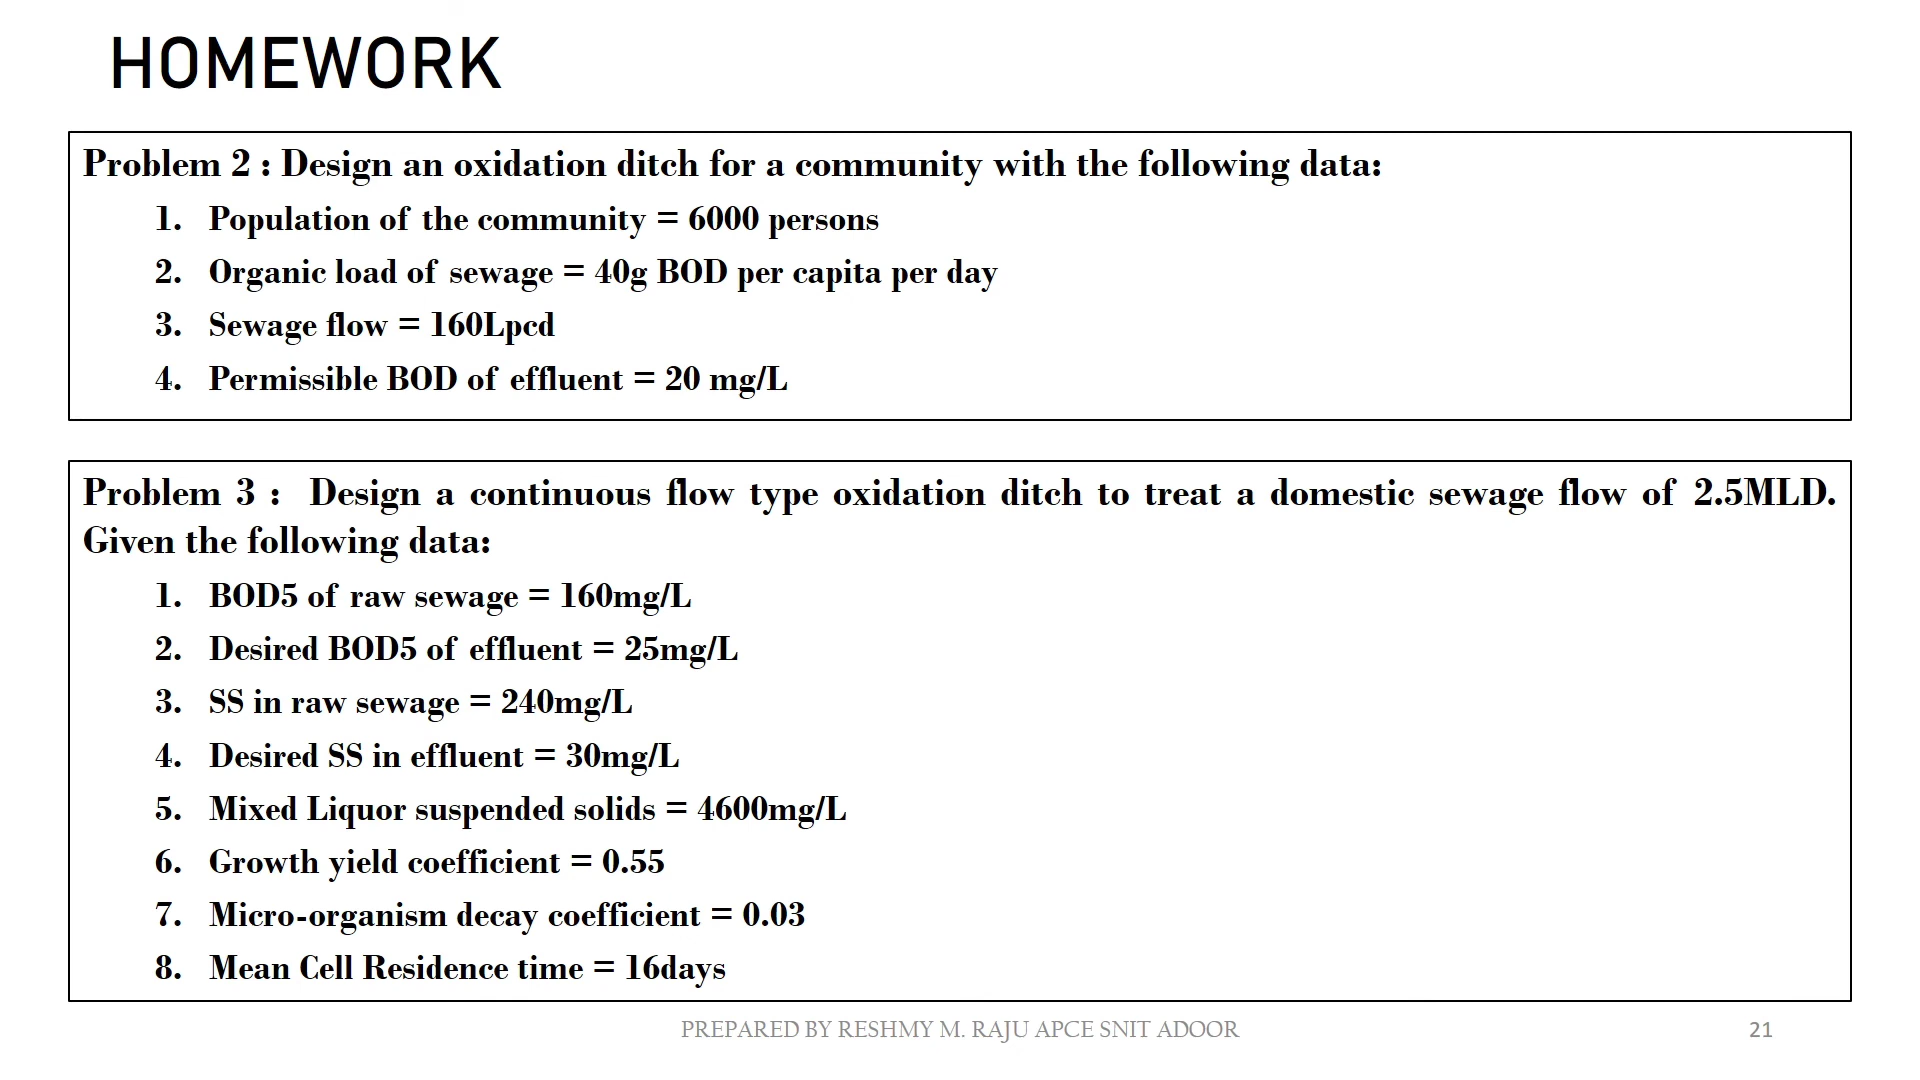 HOMEWORK
Problem 2 : Design an oxidation ditch for a community with the following data:
1. Population of the community = 6000 persons
2. Organic load of sewage = 40g BOD per capita per day
3. Sewage flow = 160Lpcd
4. Permissible BOD of effluent = 20 mg/L
Problem 3 : Design a continuous flow type oxidation ditch to treat a domestic sewage flow of 2.5MLD.
Given the following data:
1. BOD5 of raw sewage = 160mg/L
2. Desired BOD5 of effluent = 25mg/L
3. SS in raw sewage = 240mg/L
4. Desired SS in effluent = 30mg/L
5. Mixed Liquor suspended solids = 4600mg/L
6. Growth yield coefficient = 0.55
7. Micro-organism decay coefficient = 0.03
8. Mean Cell Residence time = 16days
PREPARED BY RESHMY M. RAJU APCE SNIT ADOOR
21